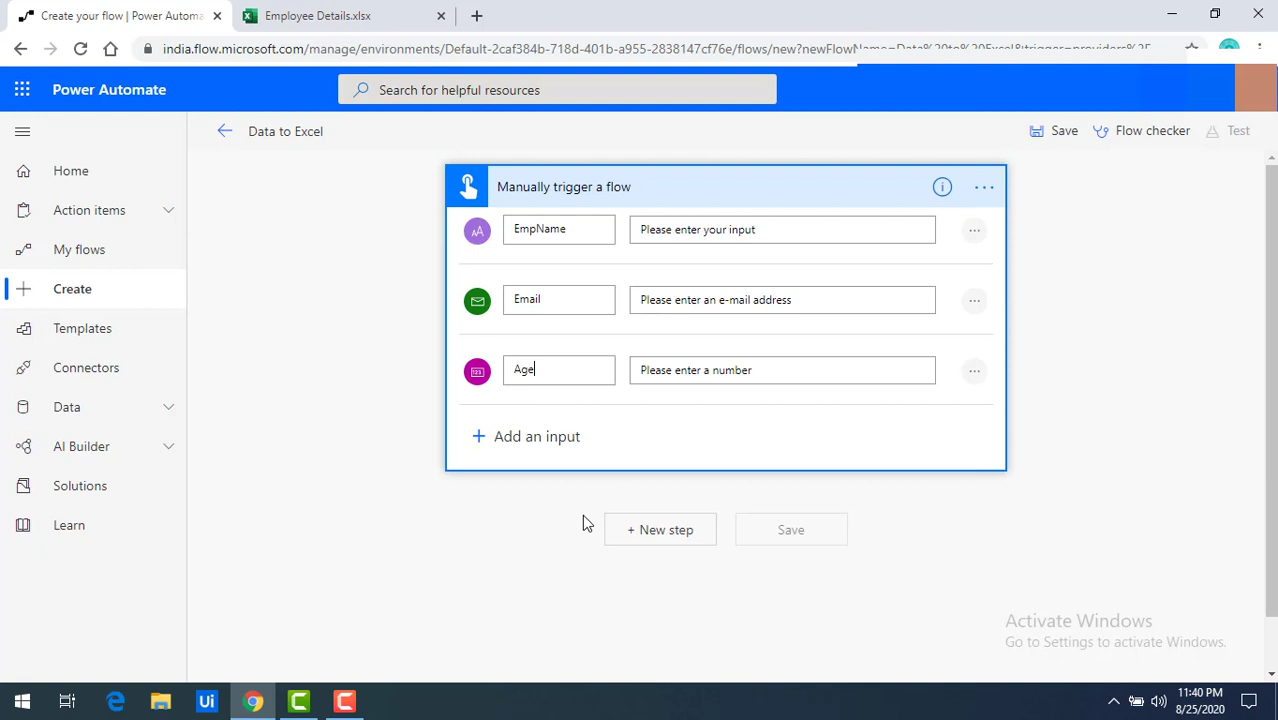 Create your flow | Power Automa
Employee Details.xlsx
india.flow.microsoft.com/manage/environments/Default-2caf384b-718d-401b-a955-2838147cf76e/flows/new?newFlowName=Data%20to%20Excel&trigger=providers%2F
Power Automate
Search for helpful resources
Data to Excel
Save
Flow checker
Test
Home
Action items
My flows
Create
Templates
Connectors
Data
AI Builder
Solutions
Learn
Manually trigger a flow
EmpName
Please enter your input
Email
Please enter an e-mail address
123
Age
Please enter a number
+ Add an input
+ New step
Save
Activate Windows
Go to Settings to activate Windows.
Ui
11:40 PM
8/25/2020